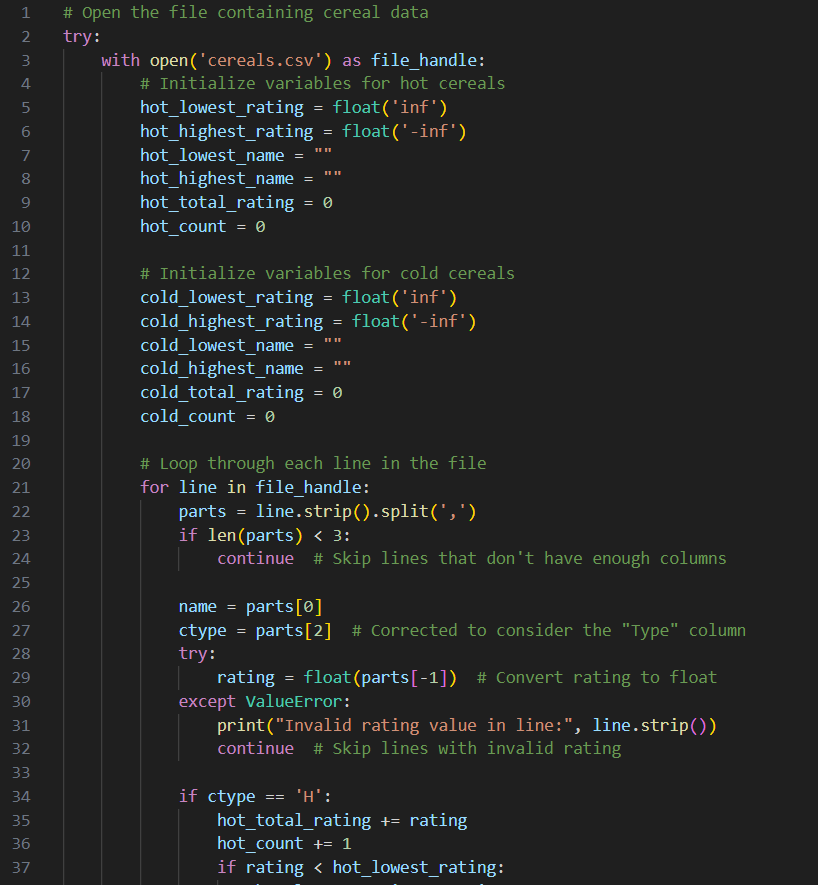 1 # Open the file containing cereal data
2 try:
3     with open('cereals.csv') as file_handle:
4         # Initialize variables for hot cereals
5         hot_lowest_rating = float('inf')
6         hot_highest_rating = float('-inf')
7         hot_lowest_name = ""
8         hot_highest_name = ""
9         hot_total_rating = 0
10         hot_count = 0
11
12         # Initialize variables for cold cereals
13         cold_lowest_rating = float('inf')
14         cold_highest_rating = float('-inf')
15         cold_lowest_name = ""
16         cold_highest_name = ""
17         cold_total_rating = 0
18         cold_count = 0
19
20         # Loop through each line in the file
21         for line in file_handle:
22             parts = line.strip().split(',')
23             if len(parts) < 3:
24                 continue  # Skip lines that don't have enough columns
25
26             name = parts[0]
27             ctype = parts[2]  # Corrected to consider the "Type" column
28             try:
29                 rating = float(parts[-1])  # Convert rating to float
30             except ValueError:
31                 print("Invalid rating value in line:", line.strip())
32                 continue  # Skip lines with invalid rating
33
34             if ctype == 'H':
35                 hot_total_rating += rating
36                 hot_count += 1
37                 if rating < hot_lowest_rating: